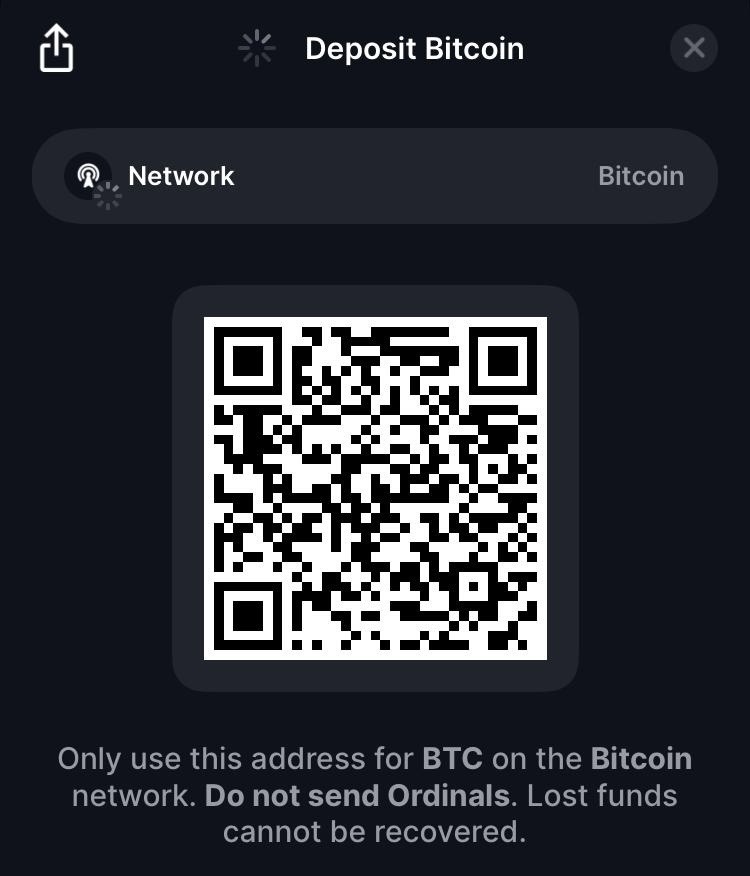 Deposit Bitcoin
Network
Bitcoin
Only use this address for BTC on the Bitcoin
network. Do not send Ordinals. Lost funds
cannot be recovered.